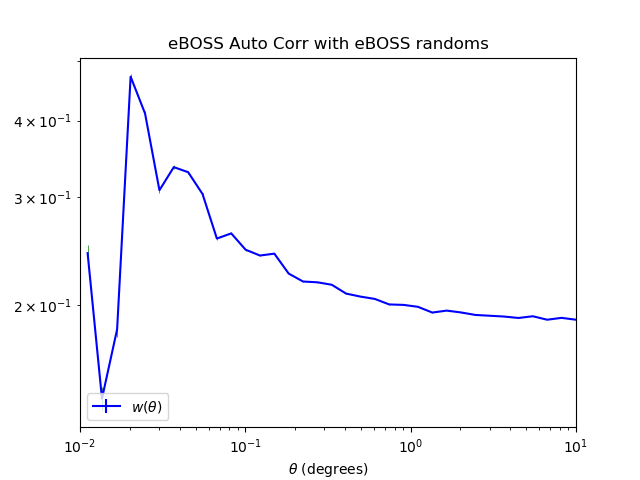 eBOSS Auto Corr with eBOSS randoms
4 × 10⁻¹
3 × 10⁻¹
2 × 10⁻¹
w(θ)
10⁻² 10⁻¹ 10⁰ 10¹
θ (degrees)